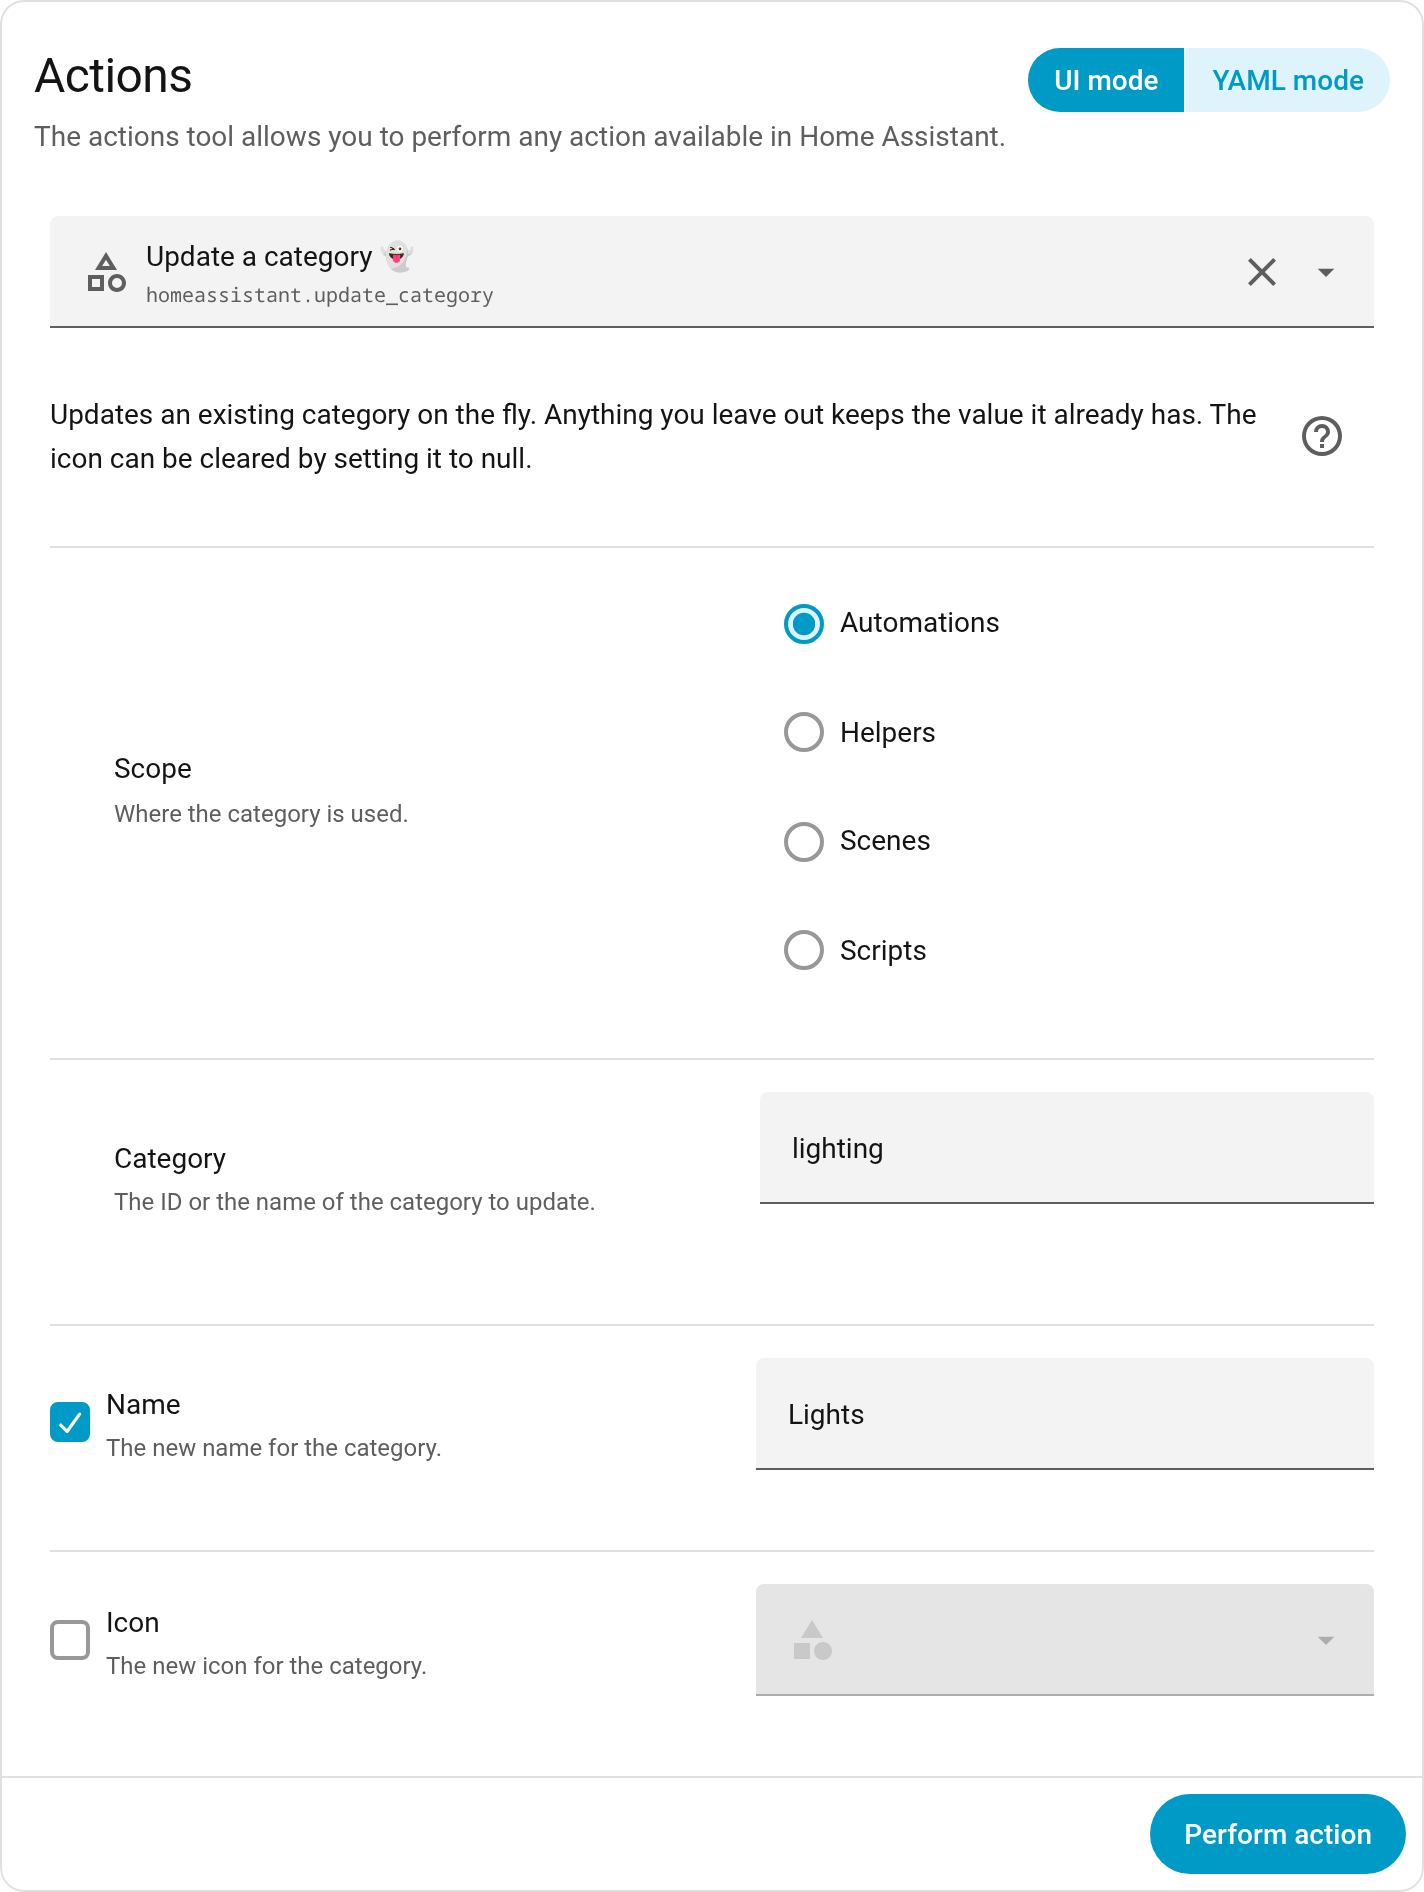 Actions
UI mode
YAML mode
The actions tool allows you to perform any action available in Home Assistant.
Update a category 👻
homeassistant.update_category
Updates an existing category on the fly. Anything you leave out keeps the value it already has. The
icon can be cleared by setting it to null.
Scope
Where the category is used.
Automations
Helpers
Scenes
Scripts
Category
The ID or the name of the category to update.
lighting
Name
The new name for the category.
Lights
Icon
The new icon for the category.
Perform action